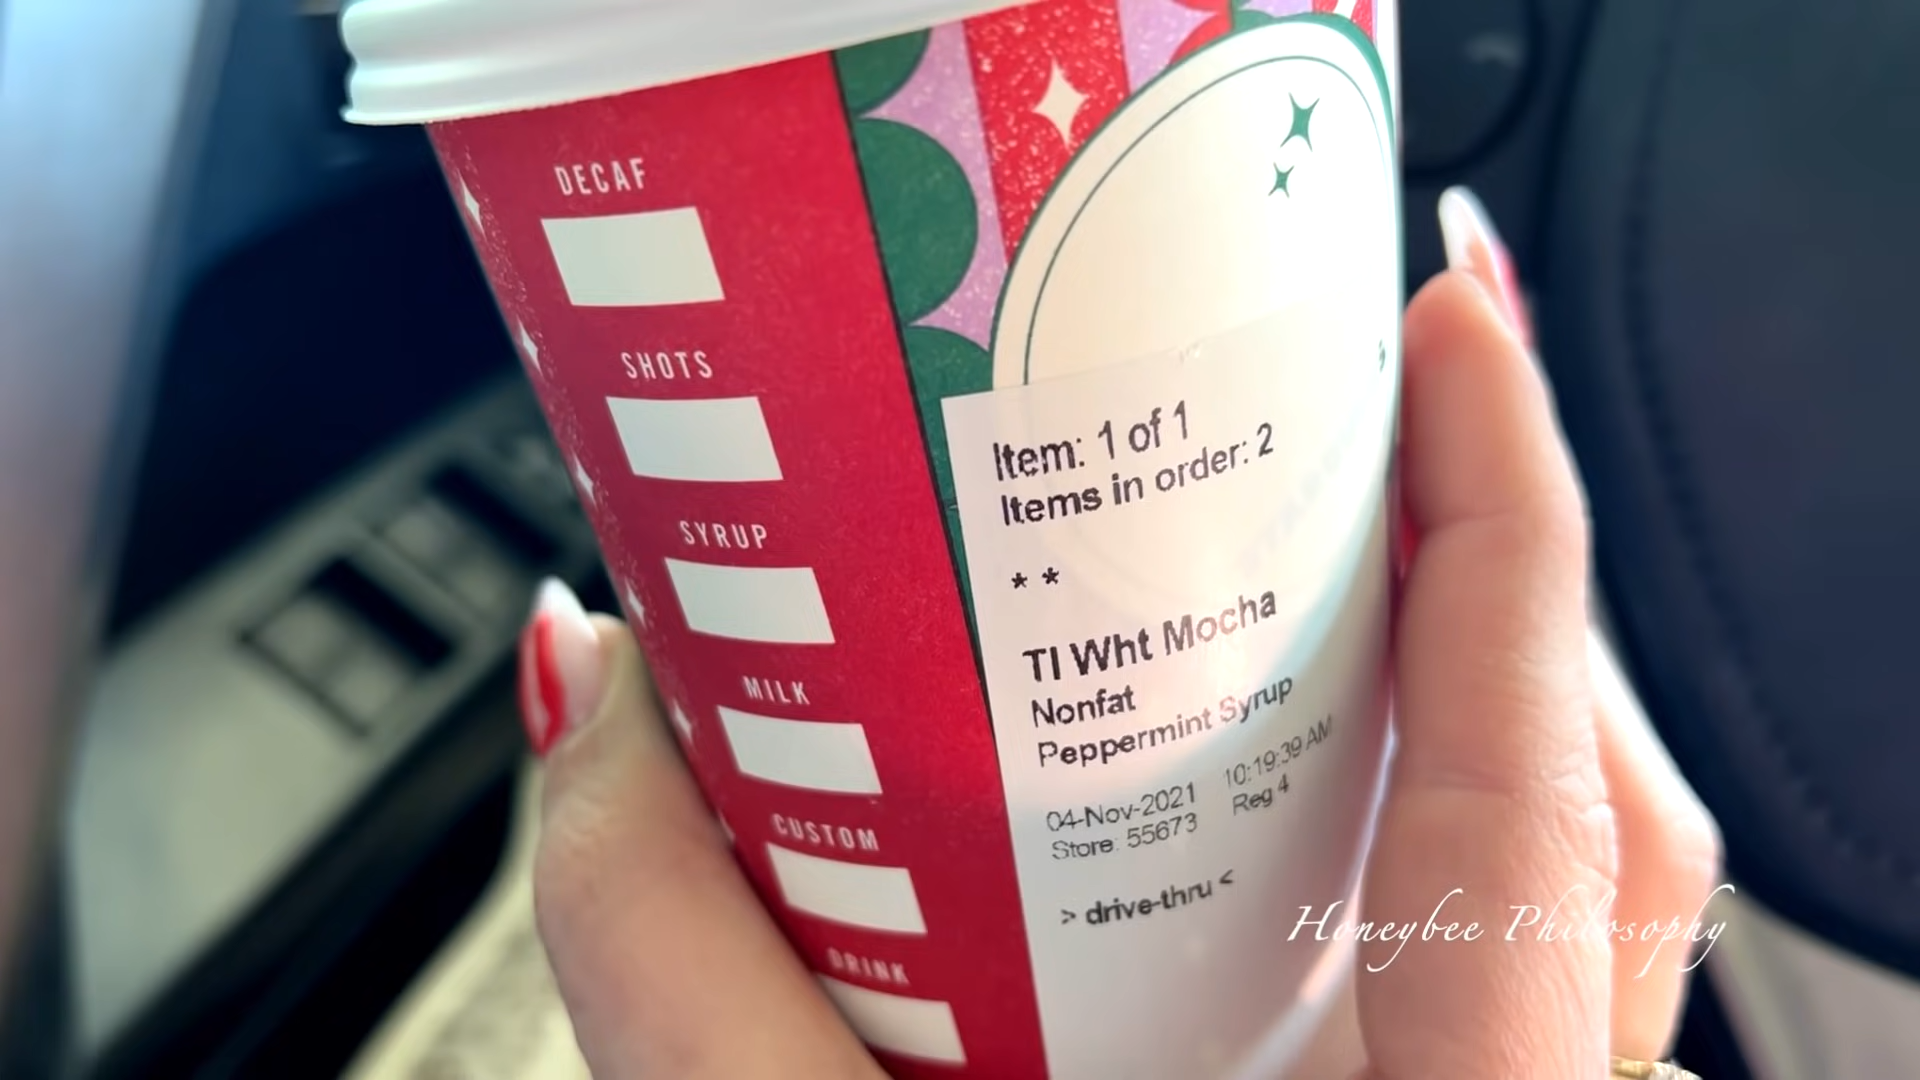 DECAF
SHOTS
SYRUP
MILK
CUSTOM
DRINK
Item: 1 of 1
Items in order: 2
* *
TI Wht Mocha
Nonfat
Peppermint Syrup
04-Nov-2021 10:19:39 AM
Store: 55673 Reg 4
> drive-thru <
Honeybee Philosophy